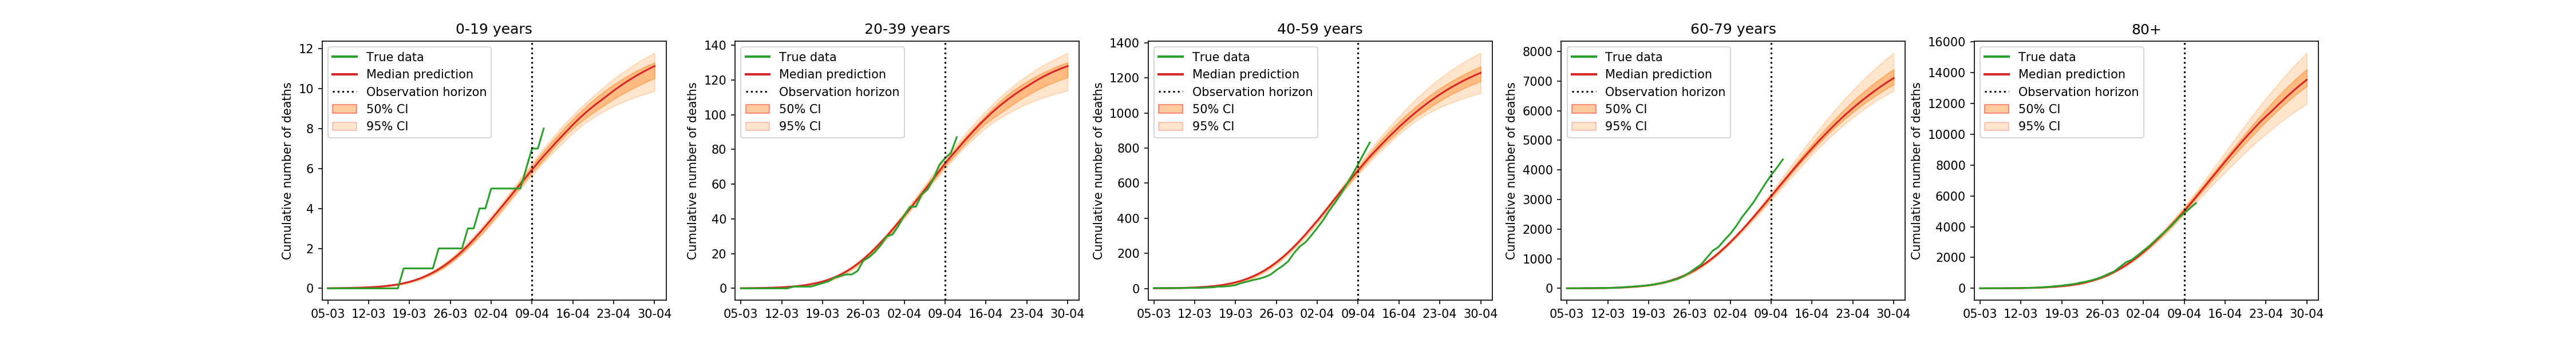 0-19 years
Cumulative number of deaths
12
10
8
6
4
2
0
True data
Median prediction
Observation horizon
50% CI
95% CI
05-03 12-03 19-03 26-03 02-04 09-04 16-04 23-04 30-04
20-39 years
Cumulative number of deaths
140
120
100
80
60
40
20
0
True data
Median prediction
Observation horizon
50% CI
95% CI
05-03 12-03 19-03 26-03 02-04 09-04 16-04 23-04 30-04
40-59 years
Cumulative number of deaths
1400
1200
1000
800
600
400
200
0
True data
Median prediction
Observation horizon
50% CI
95% CI
05-03 12-03 19-03 26-03 02-04 09-04 16-04 23-04 30-04
60-79 years
Cumulative number of deaths
8000
7000
6000
5000
4000
3000
2000
1000
0
True data
Median prediction
Observation horizon
50% CI
95% CI
05-03 12-03 19-03 26-03 02-04 09-04 16-04 23-04 30-04
80+
Cumulative number of deaths
16000
14000
12000
10000
8000
6000
4000
2000
0
True data
Median prediction
Observation horizon
50% CI
95% CI
05-03 12-03 19-03 26-03 02-04 09-04 16-04 23-04 30-04